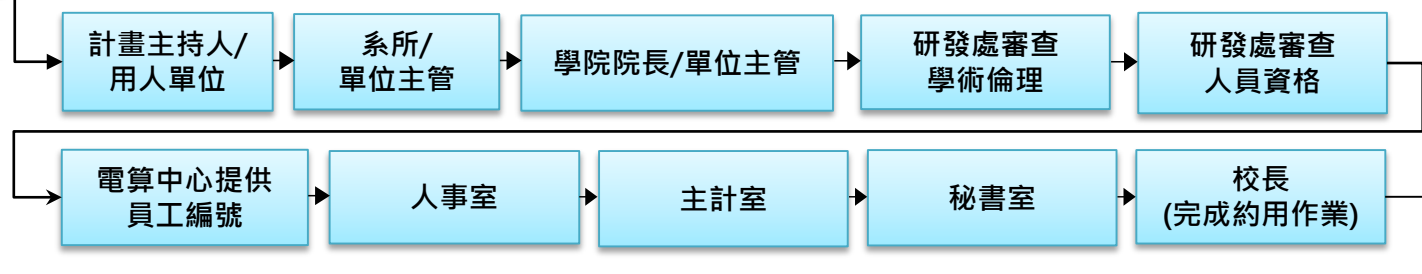 計畫主持人/
用人單位
系所/
單位主管
學院院長/單位主管
研發處審查
學術倫理
研發處審查
人員資格
電算中心提供
員工編號
人事室
主計室
秘書室
校長
(完成約用作業)